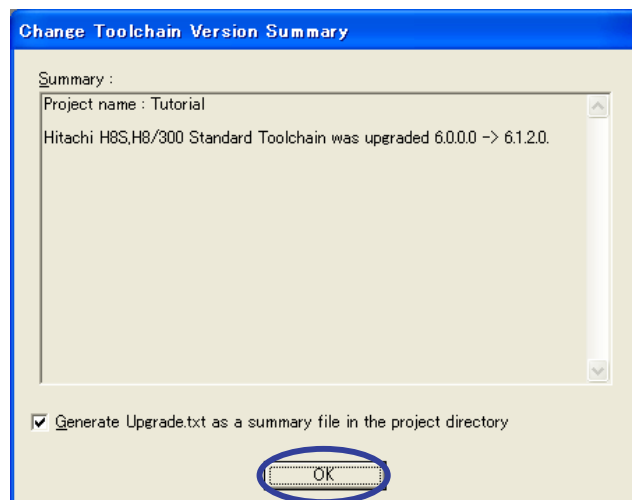 Change Toolchain Version Summary
Summary :
Project name : Tutorial
Hitachi H8S,H8/300 Standard Toolchain was upgraded 6.0.0.0 -> 6.1.2.0.
Generate Upgrade.txt as a summary file in the project directory
OK